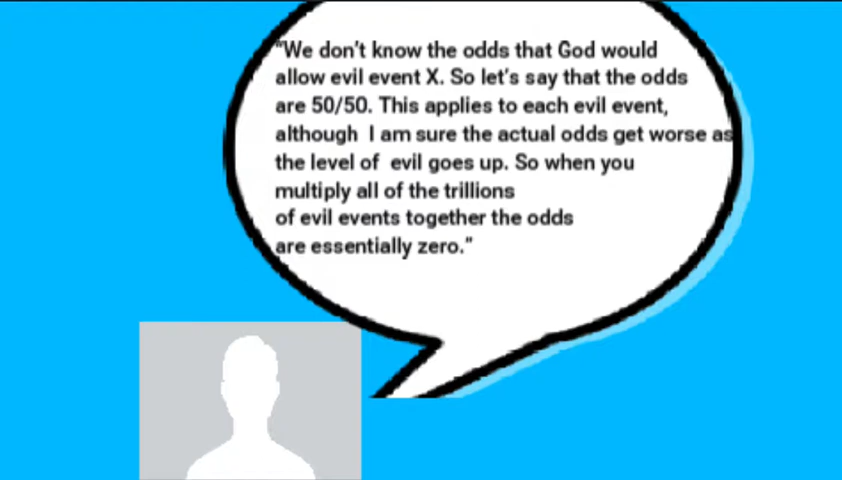 "We don't know the odds that God would
allow evil event X. So let's say that the odds
are 50/50. This applies to each evil event,
although I am sure the actual odds get worse as
the level of evil goes up. So when you
multiply all of the trillions
of evil events together the odds
are essentially zero."